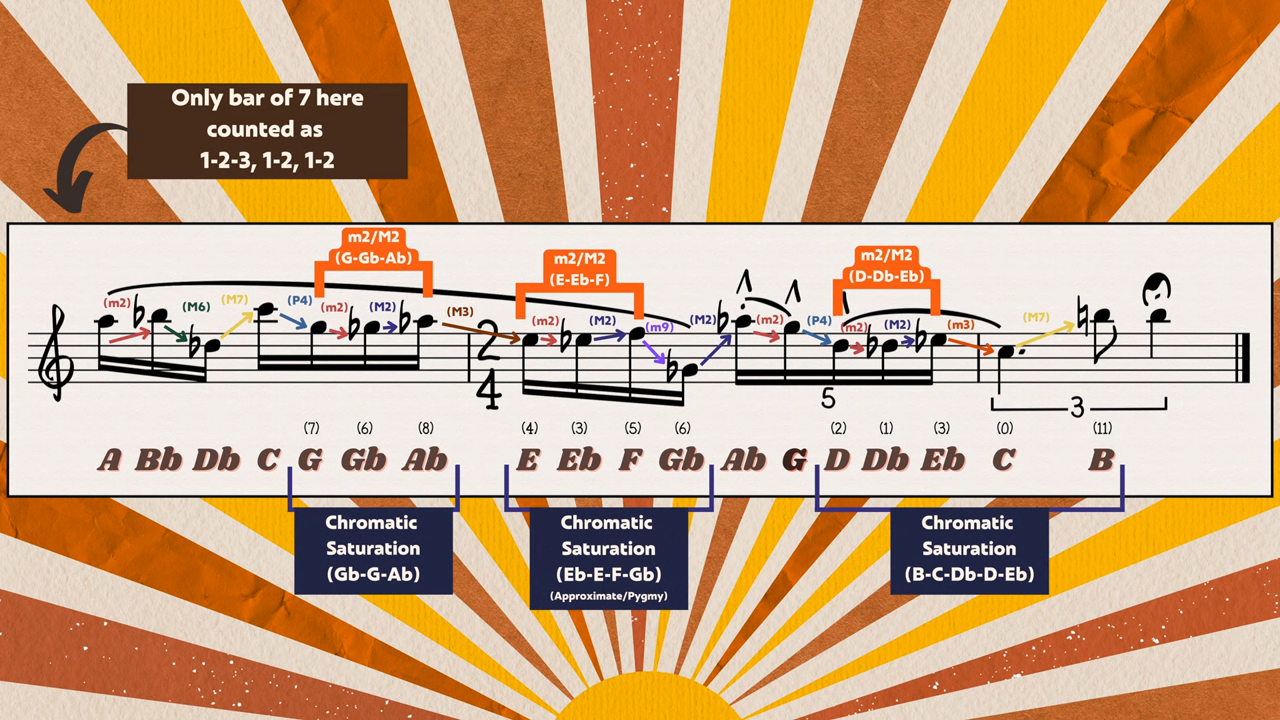 Only bar of 7 here
counted as
1-2-3, 1-2, 1-2
m2/M2
(G-Gb-Ab)
m2/M2
(E-Eb-F)
m2/M2
(D-Db-Eb)
(m2) (M6) (M7) (P4) (m2) (M2) (M3) (m2) (M2) (m9) (M2) (m2) (P4) (m2) (M2) (m3) (M7)
2
4
5
3
(7) (6) (8) (4) (3) (5) (6) (2) (1) (3) (0) (11)
A Bb Db C G Gb Ab E Eb F Gb Ab G D Db Eb C B
Chromatic
Saturation
(Gb-G-Ab)
Chromatic
Saturation
(Eb-E-F-Gb)
(Approximate/Pygmy)
Chromatic
Saturation
(B-C-Db-D-Eb)